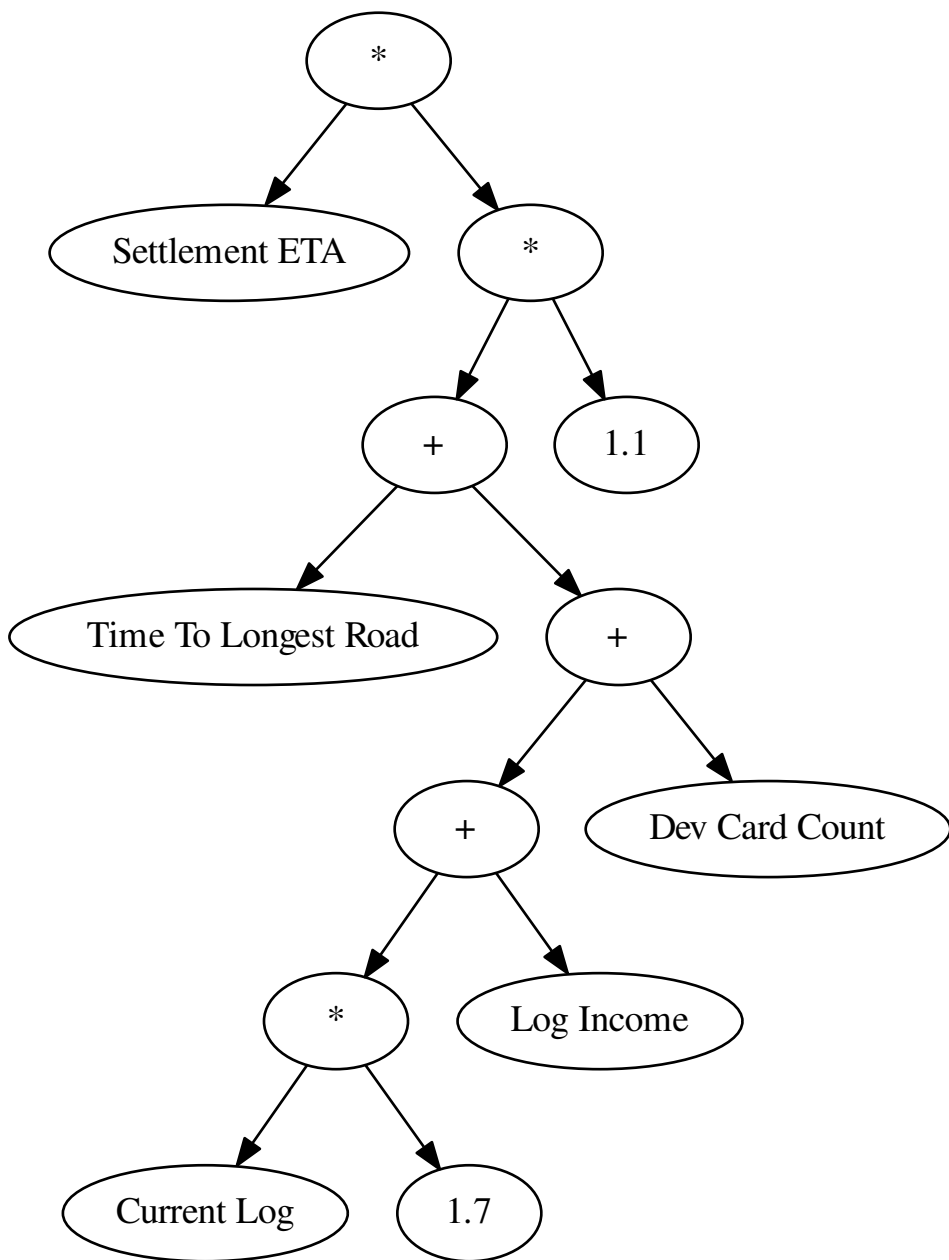 *
Settlement ETA
*
+
1.1
Time To Longest Road
+
+
Dev Card Count
*
Log Income
Current Log
1.7